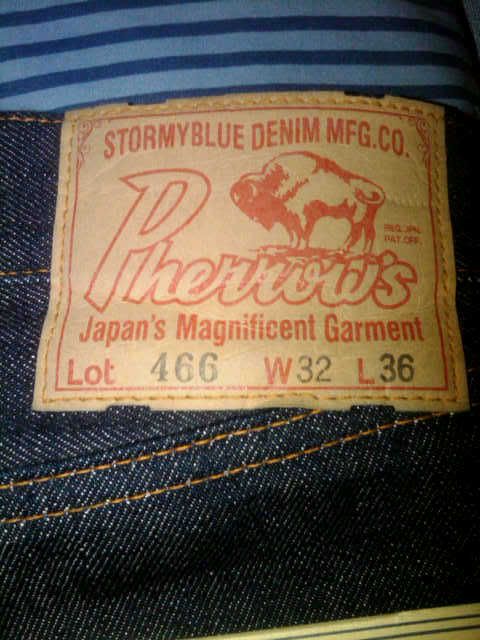 STORMYBLUE DENIM MFG.CO.
Pherrow's
REG. JPN.
PAT. OFF.
Japan's Magnificent Garment
Lot 466 W32 L36